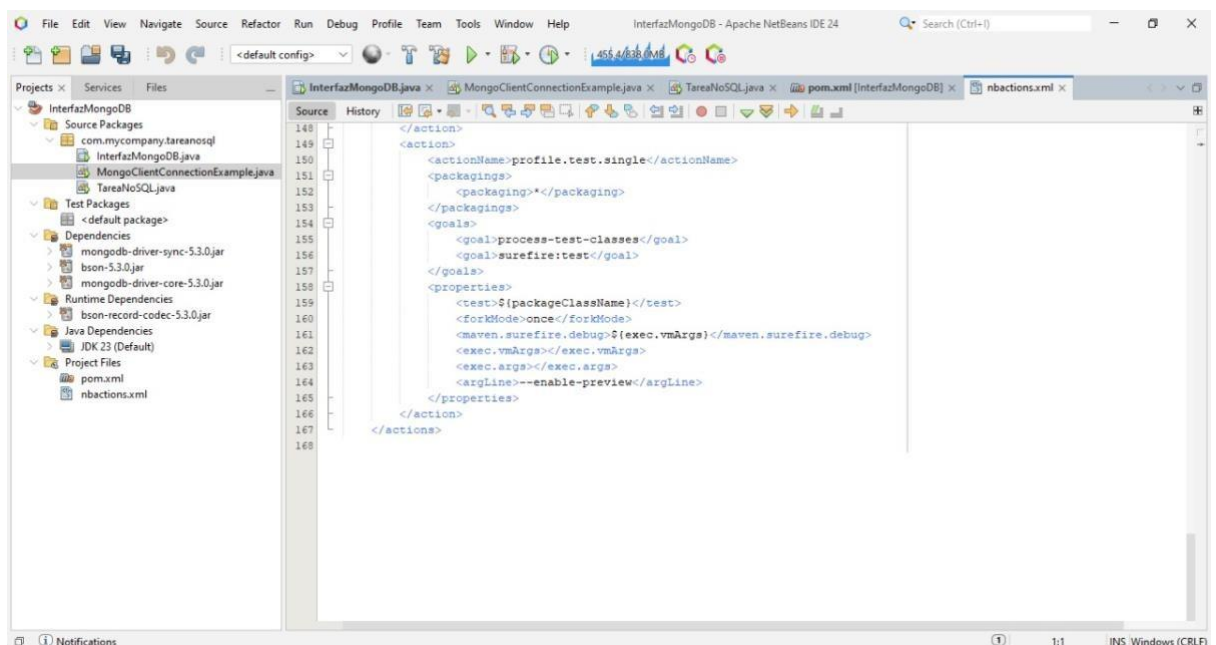 File Edit View Navigate Source Refactor Run Debug Profile Team Tools Window Help InterfazMongoDB - Apache NetBeans IDE 24 Search (Ctrl+I)
<default config> 455,4/838,0MB
Projects Services Files
InterfazMongoDB
Source Packages
com.mycompany.tareanosql
InterfazMongoDB.java
MongoClientConnectionExample.java
TareaNoSQL.java
Test Packages
<default package>
Dependencies
mongodb-driver-sync-5.3.0.jar
bson-5.3.0.jar
mongodb-driver-core-5.3.0.jar
Runtime Dependencies
bson-record-codec-5.3.0.jar
Java Dependencies
JDK 23 (Default)
Project Files
pom.xml
nbactions.xml
InterfazMongoDB.java MongoClientConnectionExample.java TareaNoSQL.java pom.xml [InterfazMongoDB] nbactions.xml
Source History
148 </action>
149 <action>
150 <actionName>profile.test.single</actionName>
151 <packagings>
152 <packaging>*</packaging>
153 </packagings>
154 <goals>
155 <goal>process-test-classes</goal>
156 <goal>surefire:test</goal>
157 </goals>
158 <properties>
159 <test>${packageClassName}</test>
160 <forkMode>once</forkMode>
161 <maven.surefire.debug>${exec.vmArgs}</maven.surefire.debug>
162 <exec.vmArgs></exec.vmArgs>
163 <exec.args></exec.args>
164 <argLine>--enable-preview</argLine>
165 </properties>
166 </action>
167 </actions>
168
Notifications 1 1:1 INS Windows (CRLF)